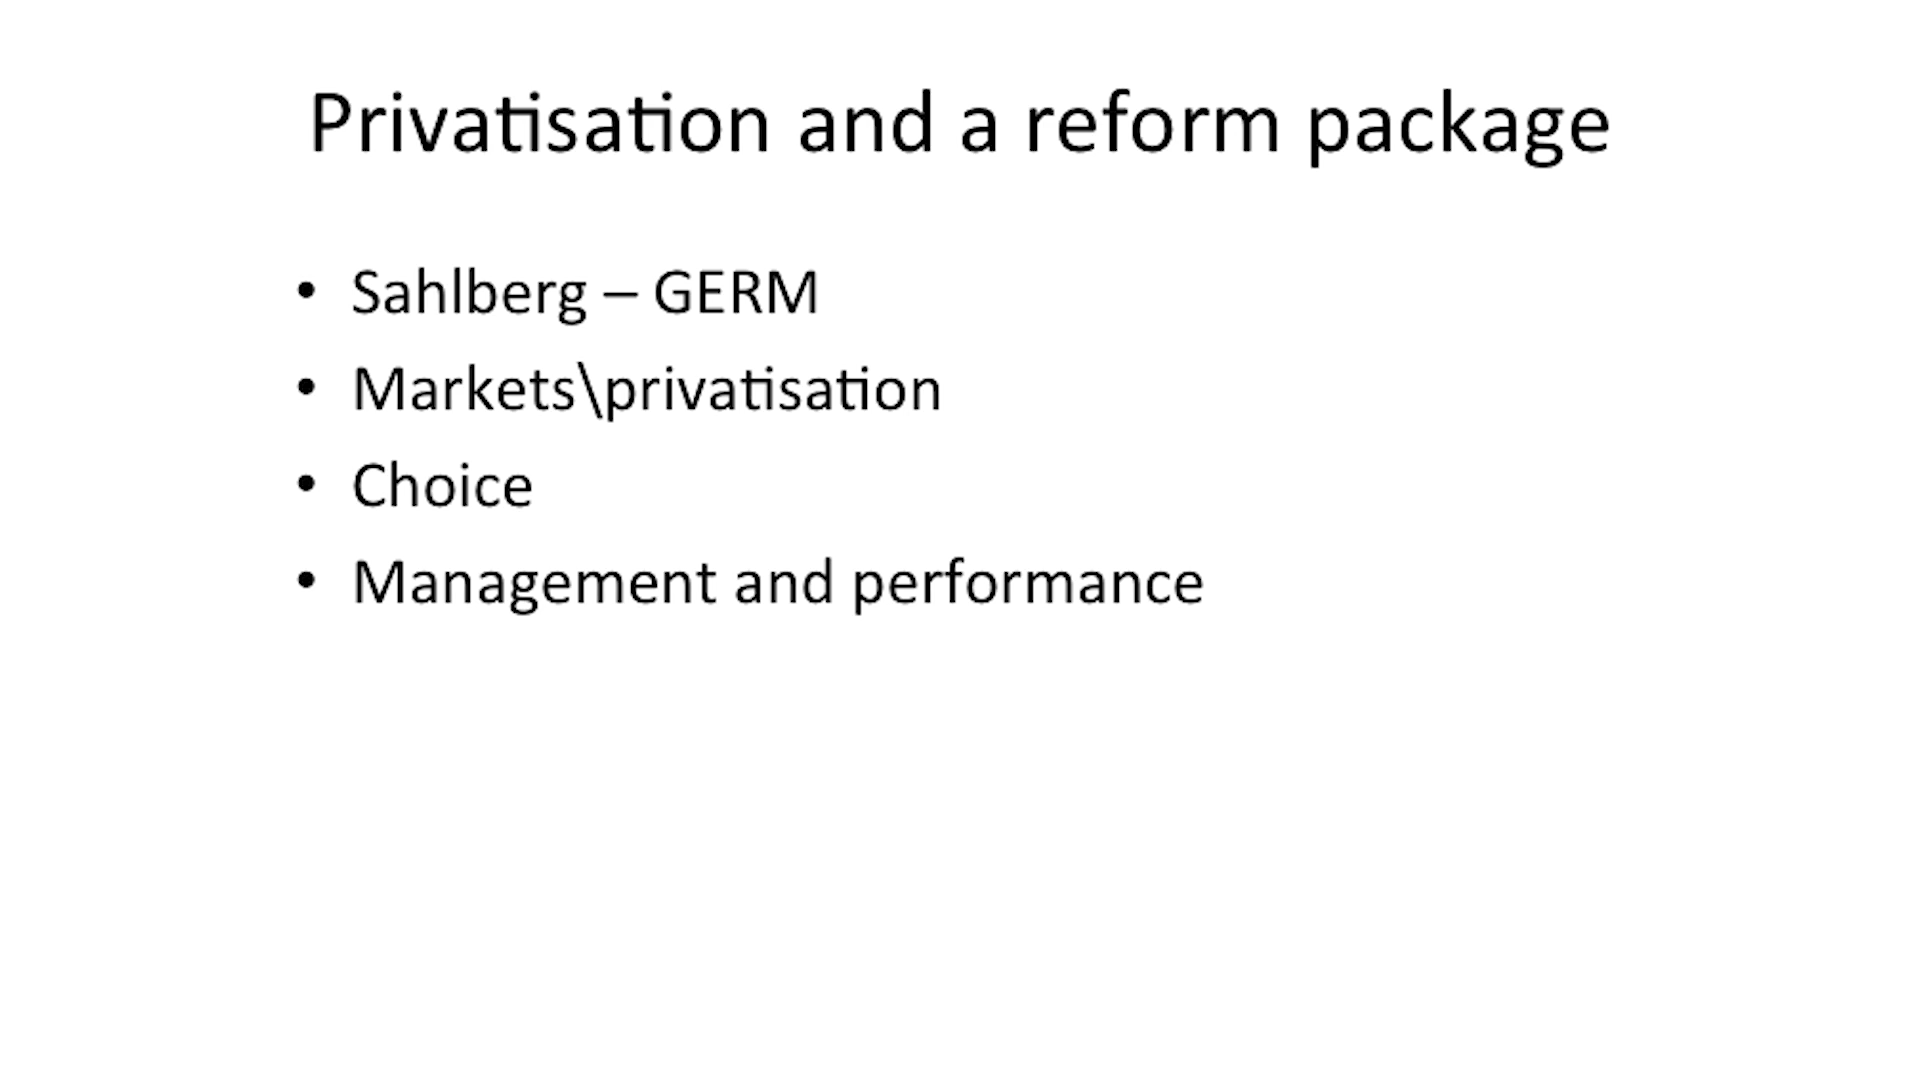 Privatisation and a reform package
• Sahlberg – GERM
• Markets\privatisation
• Choice
• Management and performance